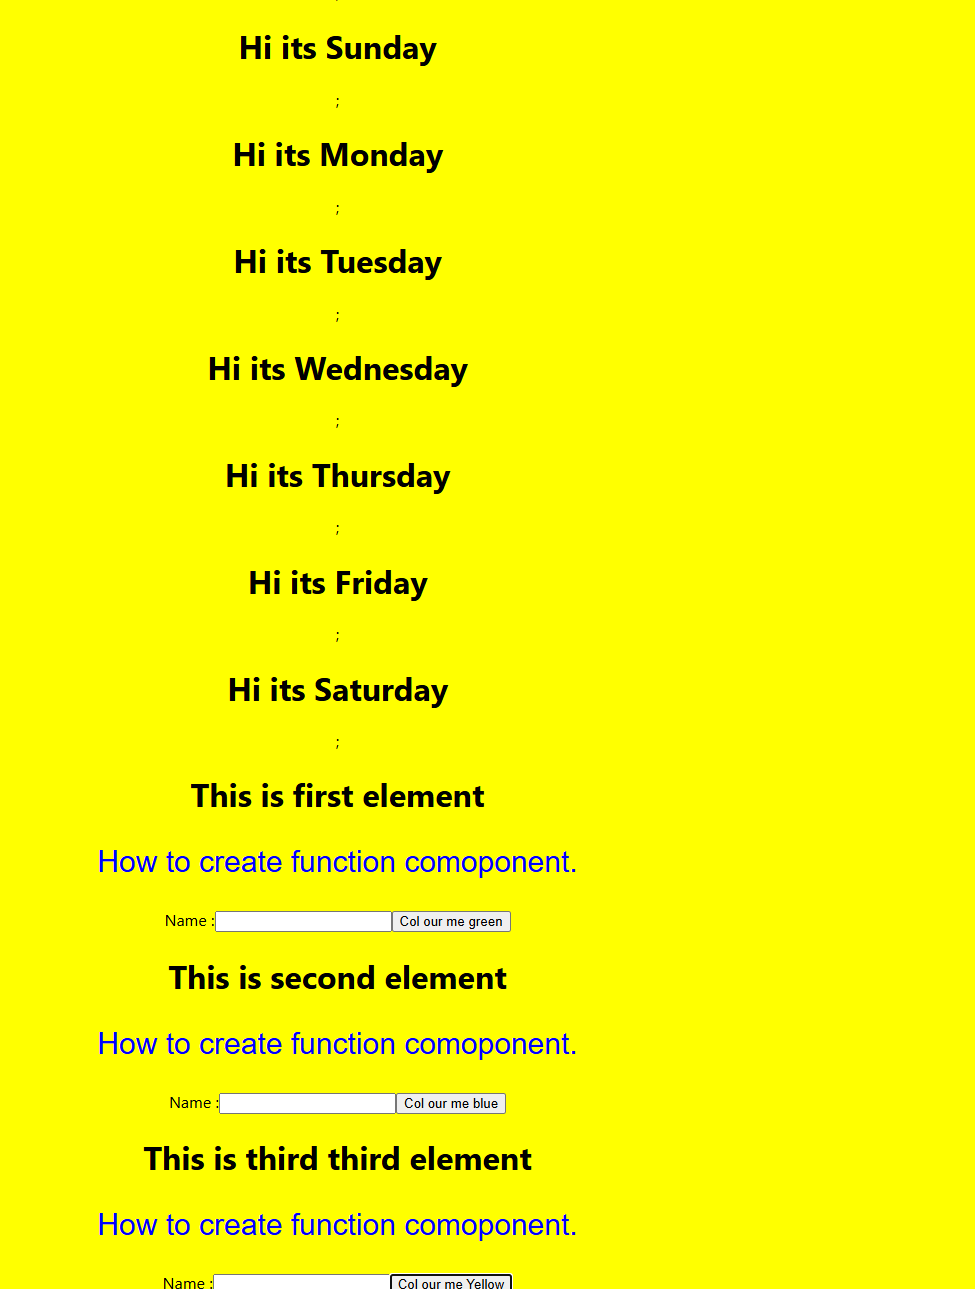 Hi its Sunday
;
Hi its Monday
;
Hi its Tuesday
;
Hi its Wednesday
;
Hi its Thursday
;
Hi its Friday
;
Hi its Saturday
;
This is first element
How to create function comoponent.
Name : Col our me green
This is second element
How to create function comoponent.
Name : Col our me blue
This is third third element
How to create function comoponent.
Name : Col our me Yellow